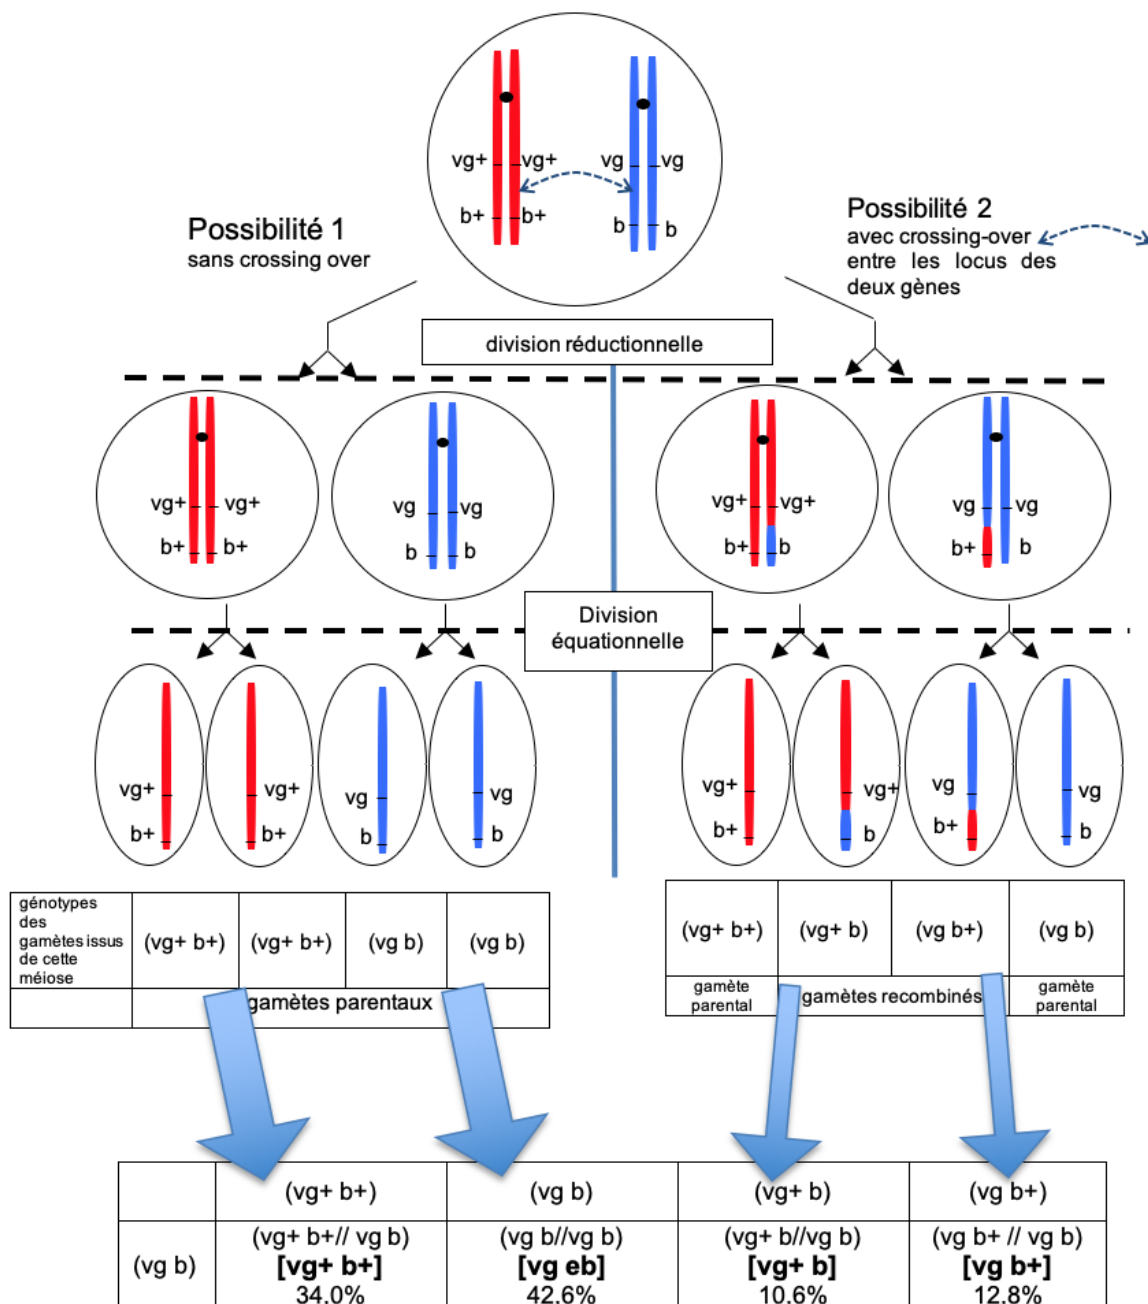 vg+ vg+ vg vg
b+ b+ b b
Possibilité 1
sans crossing over
Possibilité 2
avec crossing-over
entre les locus des
deux gènes
division réductionnelle
vg+ vg+ vg vg vg+ vg+ vg vg
b+ b+ b b b+ b b+ b
Division
équationnelle
vg+ vg+ vg vg vg+ vg+ vg vg
b+ b+ b b b+ b b+ b
génotypes
des
gamètes issus
de cette
méiose
(vg+ b+) (vg+ b+) (vg b) (vg b)
gamètes parentaux
(vg+ b+) (vg+ b) (vg b+) (vg b)
gamète
parental
gamètes recombinés
gamète
parental
(vg+ b+) (vg b) (vg+ b) (vg b+)
(vg b)
(vg+ b+// vg b) (vg b//vg b) (vg+ b//vg b) (vg b+ // vg b)
[vg+ b+] [vg eb] [vg+ b] [vg b+]
34.0% 42.6% 10.6% 12.8%